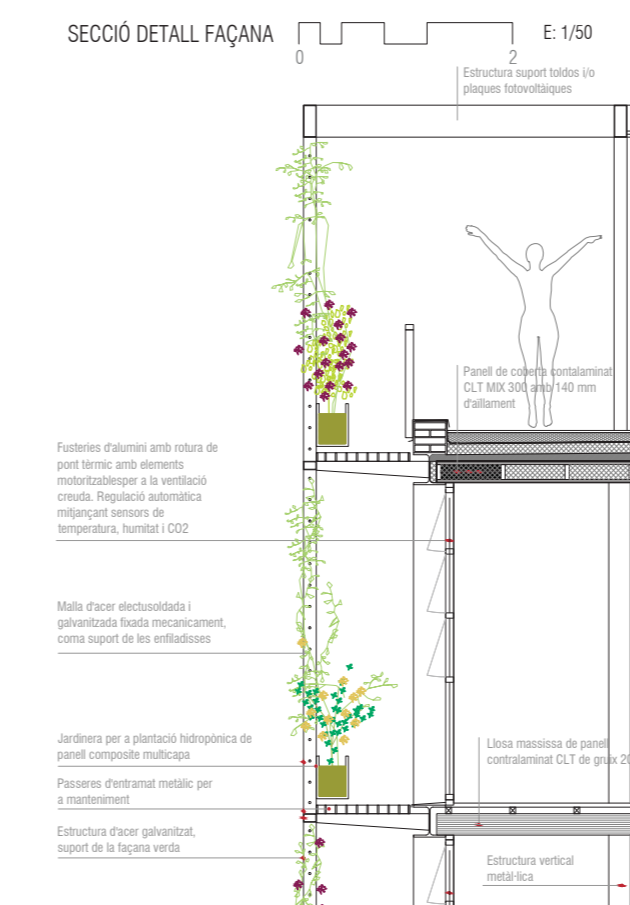 SECCIÓ DETALL FAÇANA
0
2
E: 1/50
Estructura suport toldos i/o
plaques fotovoltàiques
Panell de coberta contalaminat
CLT MIX 300 amb 140 mm
d'aïllament
Fusteries d'alumini amb rotura de
pont tèrmic amb elements
motoritzablesper a la ventilació
creuda. Regulació automàtica
mitjançant sensors de
temperatura, humitat i CO2
Malla d'acer electusoldada i
galvanitzada fixada mecanicament,
coma suport de les enfiladisses
Jardinera per a plantació hidropònica de
panell composite multicapa
Passeres d'entramat metàlic per
a manteniment
Estructura d'acer galvanitzat,
suport de la façana verda
Llosa massissa de panell
contralaminat CLT de gruix 20
Estructura vertical
metàl·lica